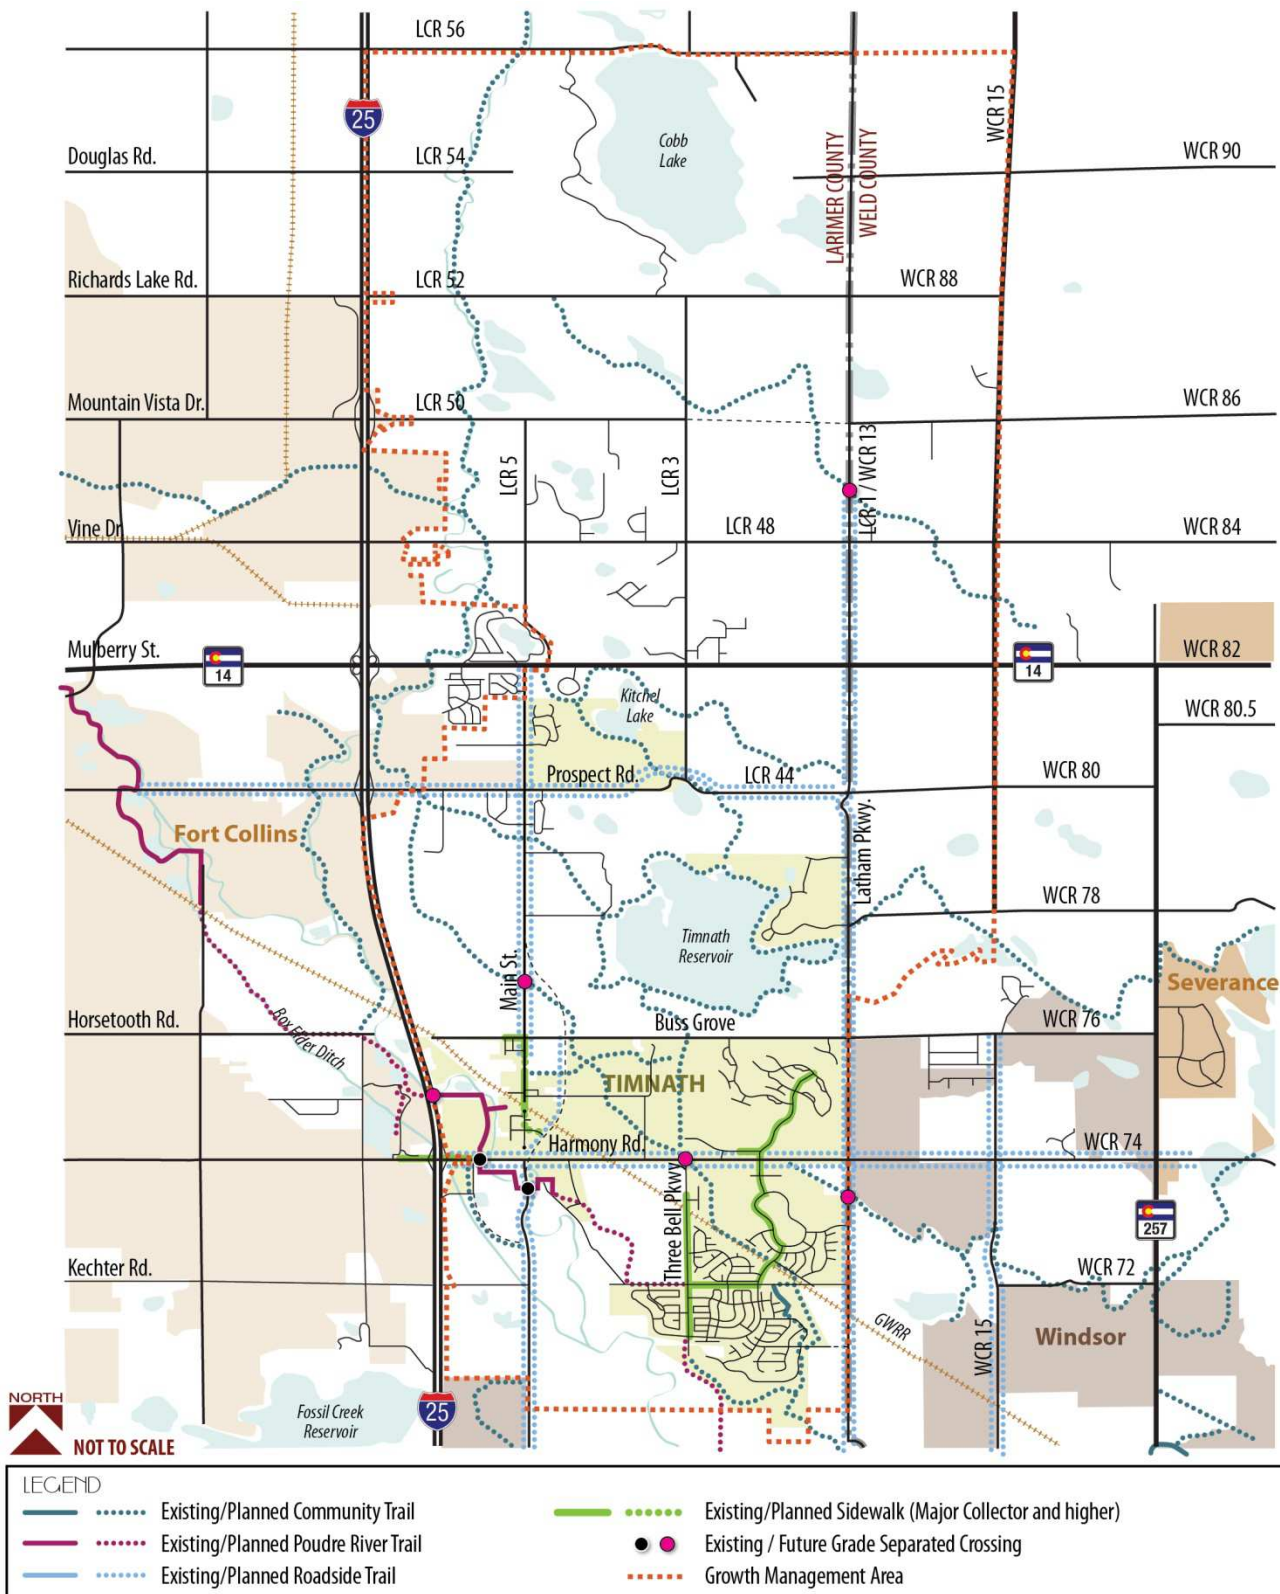 LCR 56
25
WCR 15
Cobb
Lake
Douglas Rd.
LCR 54
LARIMER COUNTY
WELD COUNTY
WCR 90
Richards Lake Rd.
LCR 52
WCR 88
Mountain Vista Dr.
LCR 50
WCR 86
LCR 5
LCR 3
LCR 1 / WCR 13
Vine Dr
LCR 48
WCR 84
Mulberry St.
14
14
WCR 82
Kitchel
Lake
WCR 80.5
Prospect Rd.
LCR 44
WCR 80
Fort Collins
Latham Pkwy.
WCR 78
Timnath
Reservoir
Main St.
Severance
Horsetooth Rd.
Box Elder Ditch
Buss Grove
WCR 76
TIMNATH
Harmony Rd.
WCR 74
Three Bell Pkwy
257
Kechter Rd.
WCR 72
GWRR
WCR 15
Windsor
NORTH
NOT TO SCALE
Fossil Creek
Reservoir
25
LEGEND
Existing/Planned Community Trail
Existing/Planned Sidewalk (Major Collector and higher)
Existing/Planned Poudre River Trail
Existing / Future Grade Separated Crossing
Existing/Planned Roadside Trail
Growth Management Area